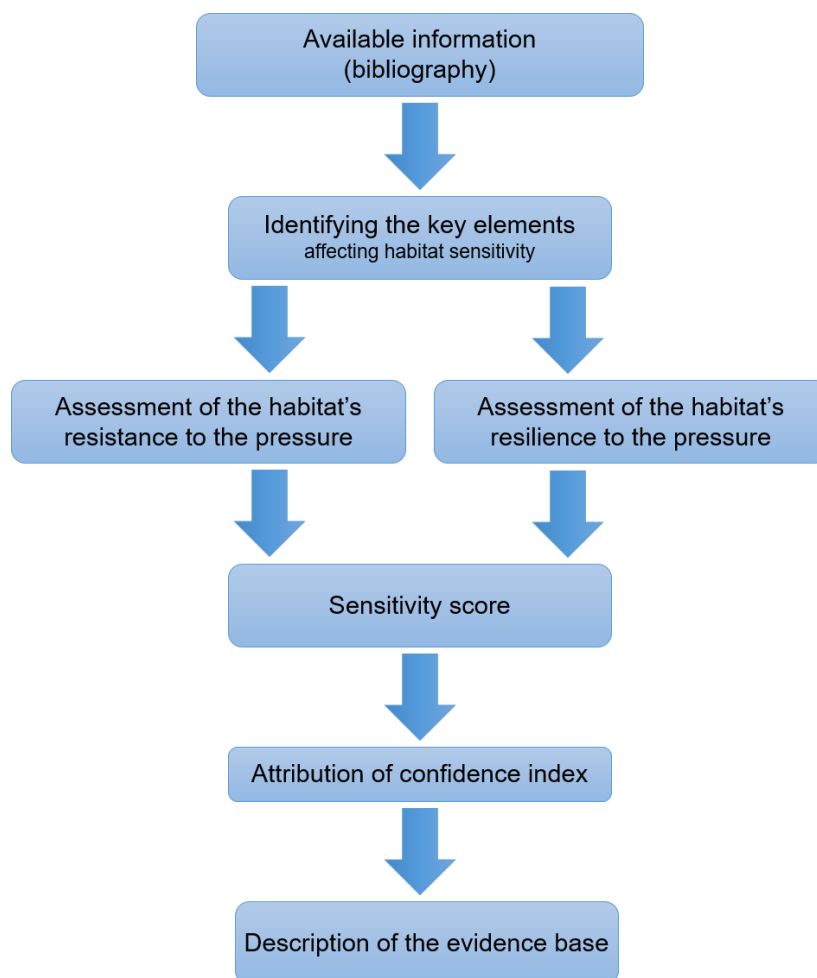 Available information
(bibliography)
Identifying the key elements
affecting habitat sensitivity
Assessment of the habitat's
resistance to the pressure
Assessment of the habitat's
resilience to the pressure
Sensitivity score
Attribution of confidence index
Description of the evidence base